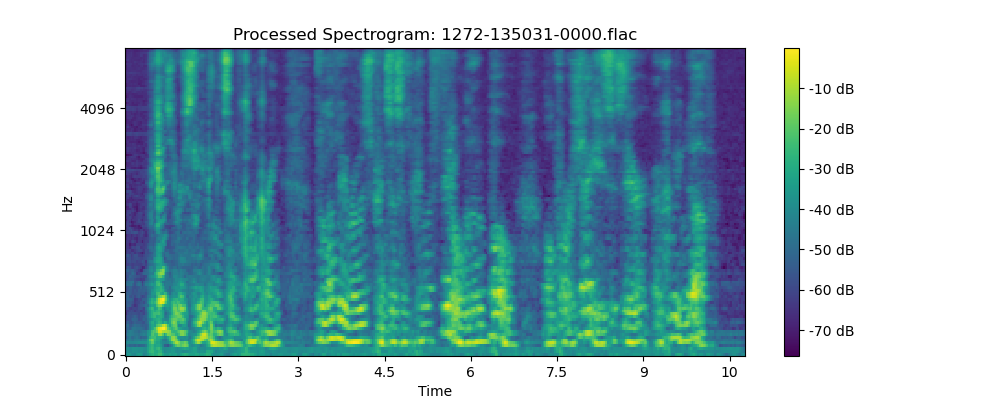 Processed Spectrogram: 1272-135031-0000.flac
Hz
4096
2048
1024
512
0
0 1.5 3 4.5 6 7.5 9 10
Time
-10 dB
-20 dB
-30 dB
-40 dB
-50 dB
-60 dB
-70 dB